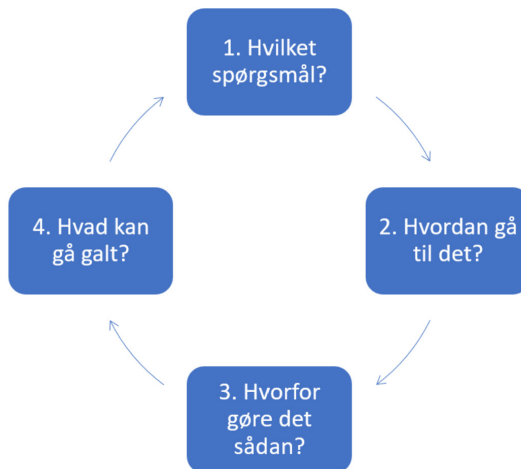 1. Hvilket
spørgsmål?
2. Hvordan gå
til det?
3. Hvorfor
gøre det
sådan?
4. Hvad kan
gå galt?